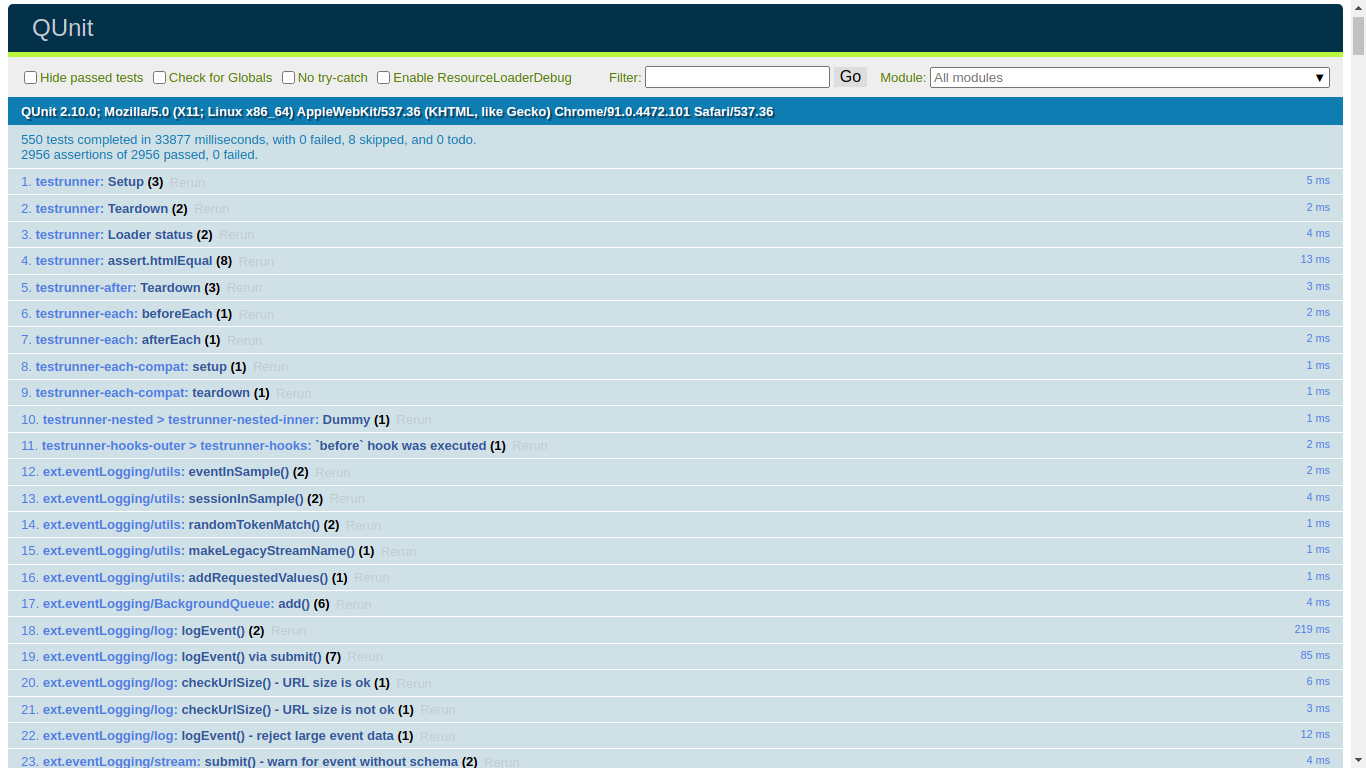 QUnit
Hide passed tests Check for Globals No try-catch Enable ResourceLoaderDebug Filter: Go Module: All modules ▼
QUnit 2.10.0; Mozilla/5.0 (X11; Linux x86_64) AppleWebKit/537.36 (KHTML, like Gecko) Chrome/91.0.4472.101 Safari/537.36
550 tests completed in 33877 milliseconds, with 0 failed, 8 skipped, and 0 todo.
2956 assertions of 2956 passed, 0 failed.
1. testrunner: Setup (3) Rerun 5 ms
2. testrunner: Teardown (2) Rerun 2 ms
3. testrunner: Loader status (2) Rerun 4 ms
4. testrunner: assert.htmlEqual (8) Rerun 13 ms
5. testrunner-after: Teardown (3) Rerun 3 ms
6. testrunner-each: beforeEach (1) Rerun 2 ms
7. testrunner-each: afterEach (1) Rerun 2 ms
8. testrunner-each-compat: setup (1) Rerun 1 ms
9. testrunner-each-compat: teardown (1) Rerun 1 ms
10. testrunner-nested > testrunner-nested-inner: Dummy (1) Rerun 1 ms
11. testrunner-hooks-outer > testrunner-hooks: `before` hook was executed (1) Rerun 2 ms
12. ext.eventLogging/utils: eventInSample() (2) Rerun 2 ms
13. ext.eventLogging/utils: sessionInSample() (2) Rerun 4 ms
14. ext.eventLogging/utils: randomTokenMatch() (2) Rerun 1 ms
15. ext.eventLogging/utils: makeLegacyStreamName() (1) Rerun 1 ms
16. ext.eventLogging/utils: addRequestedValues() (1) Rerun 1 ms
17. ext.eventLogging/BackgroundQueue: add() (6) Rerun 4 ms
18. ext.eventLogging/log: logEvent() (2) Rerun 219 ms
19. ext.eventLogging/log: logEvent() via submit() (7) Rerun 85 ms
20. ext.eventLogging/log: checkUrlSize() - URL size is ok (1) Rerun 6 ms
21. ext.eventLogging/log: checkUrlSize() - URL size is not ok (1) Rerun 3 ms
22. ext.eventLogging/log: logEvent() - reject large event data (1) Rerun 12 ms
23. ext.eventLogging/stream: submit() - warn for event without schema (2) Rerun 4 ms